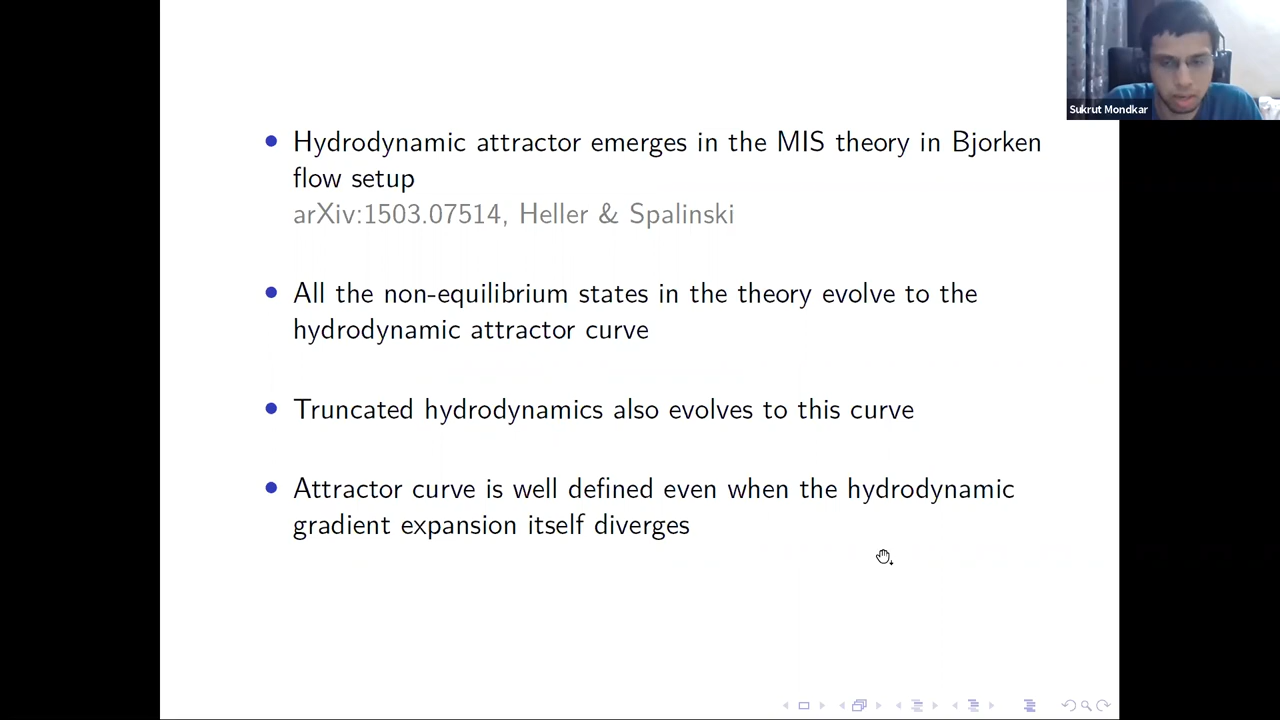 Sukrut Mondkar
• Hydrodynamic attractor emerges in the MIS theory in Bjorken
flow setup
arXiv:1503.07514, Heller & Spalinski
• All the non-equilibrium states in the theory evolve to the
hydrodynamic attractor curve
• Truncated hydrodynamics also evolves to this curve
• Attractor curve is well defined even when the hydrodynamic
gradient expansion itself diverges